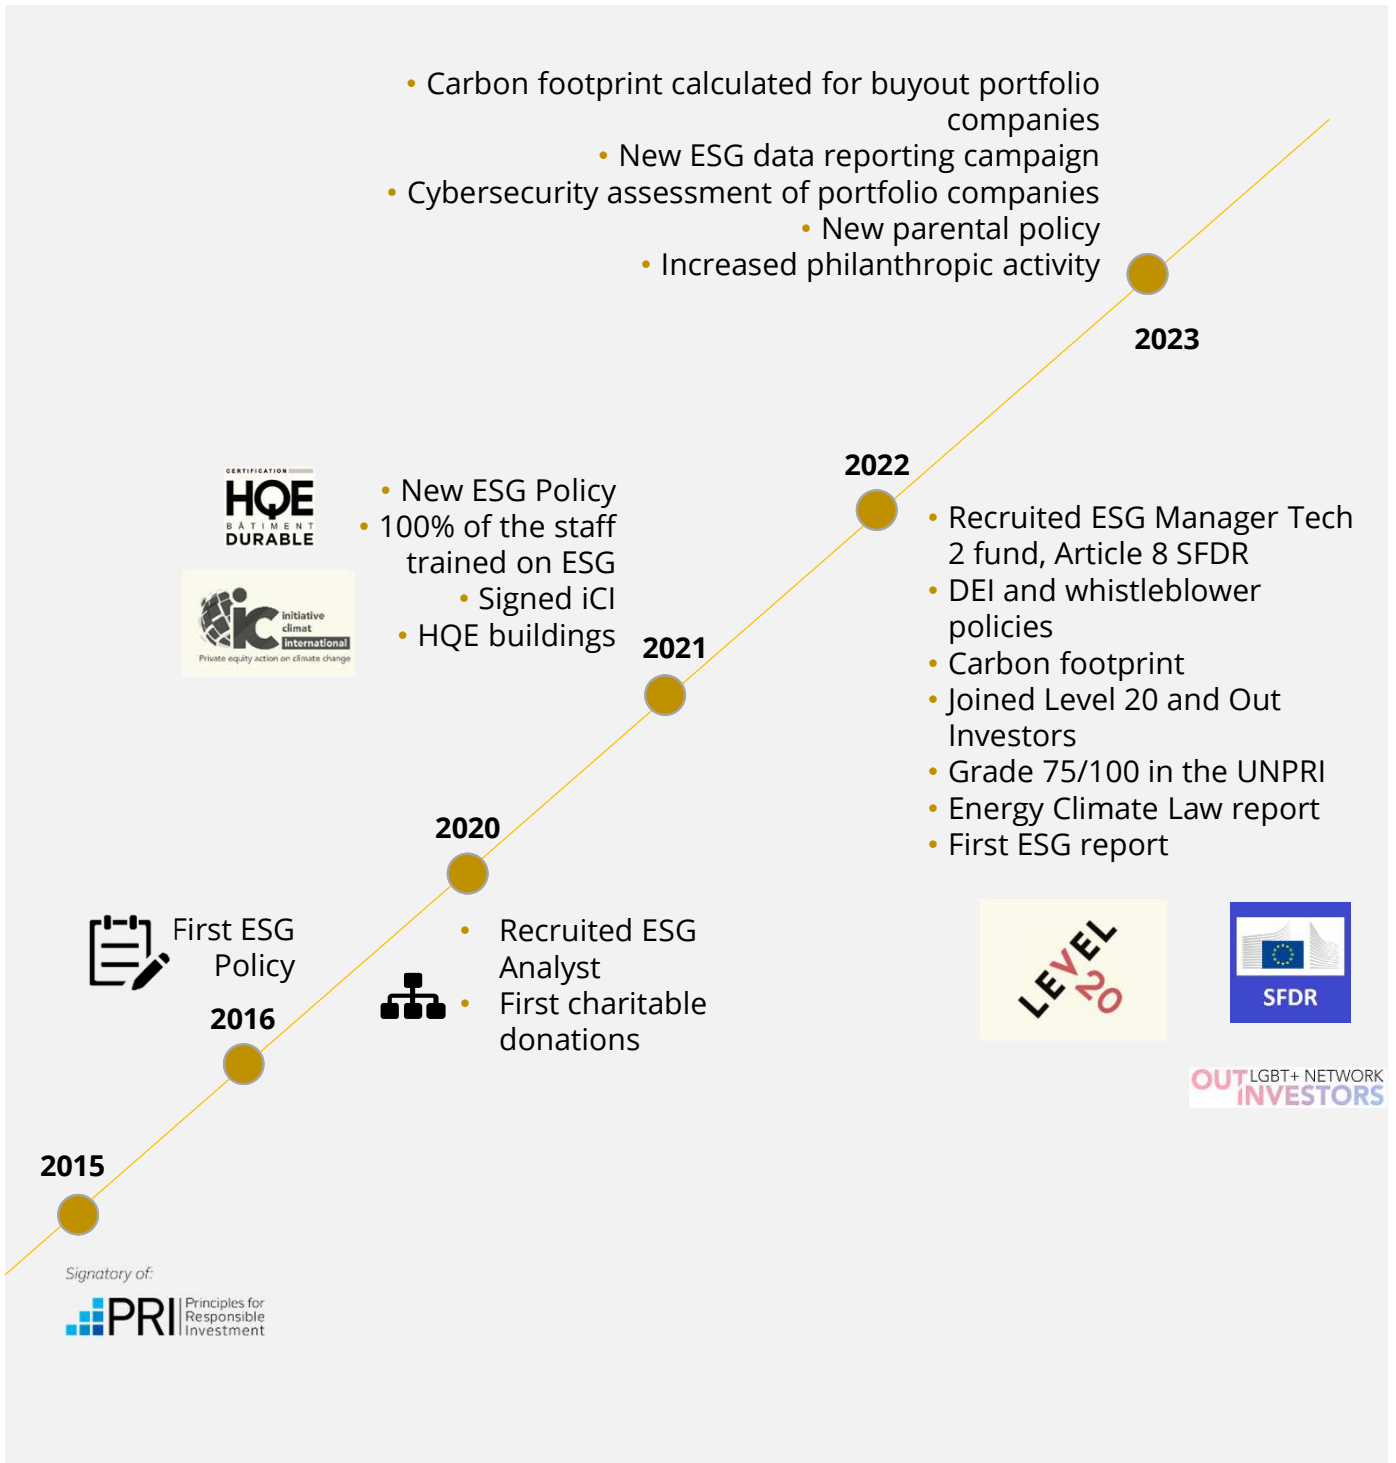 • Carbon footprint calculated for buyout portfolio
companies
• New ESG data reporting campaign
• Cybersecurity assessment of portfolio companies
• New parental policy
• Increased philanthropic activity
2023
2022
• Recruited ESG Manager Tech
2 fund, Article 8 SFDR
• DEI and whistleblower
policies
• Carbon footprint
• Joined Level 20 and Out
Investors
• Grade 75/100 in the UNPRI
• Energy Climate Law report
• First ESG report
LEVEL
20
SFDR
OUT LGBT+ NETWORK
INVESTORS
CERTIFICATION
HQE
BÂTIMENT
DURABLE
iC initiative
climat
international
Private equity action on climate change
• New ESG Policy
• 100% of the staff
trained on ESG
• Signed iCI
• HQE buildings
2021
2020
• Recruited ESG
Analyst
• First charitable
donations
First ESG
Policy
2016
2015
Signatory of:
PRI Principles for
Responsible
Investment